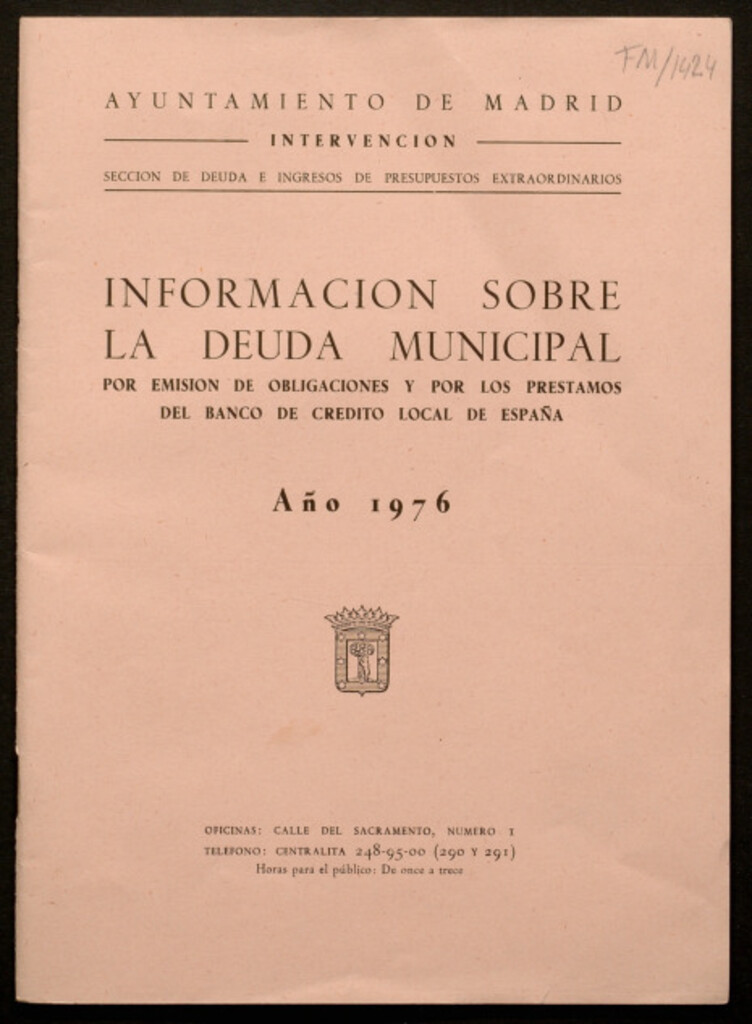 FM/1424
AYUNTAMIENTO DE MADRID
INTERVENCION
SECCION DE DEUDA E INGRESOS DE PRESUPUESTOS EXTRAORDINARIOS
INFORMACION SOBRE
LA DEUDA MUNICIPAL
POR EMISION DE OBLIGACIONES Y POR LOS PRESTAMOS
DEL BANCO DE CREDITO LOCAL DE ESPAÑA
Año 1976
OFICINAS: CALLE DEL SACRAMENTO, NUMERO 1
TELEFONO: CENTRALITA 248-95-00 (290 Y 291)
Horas para el público: De once a trece